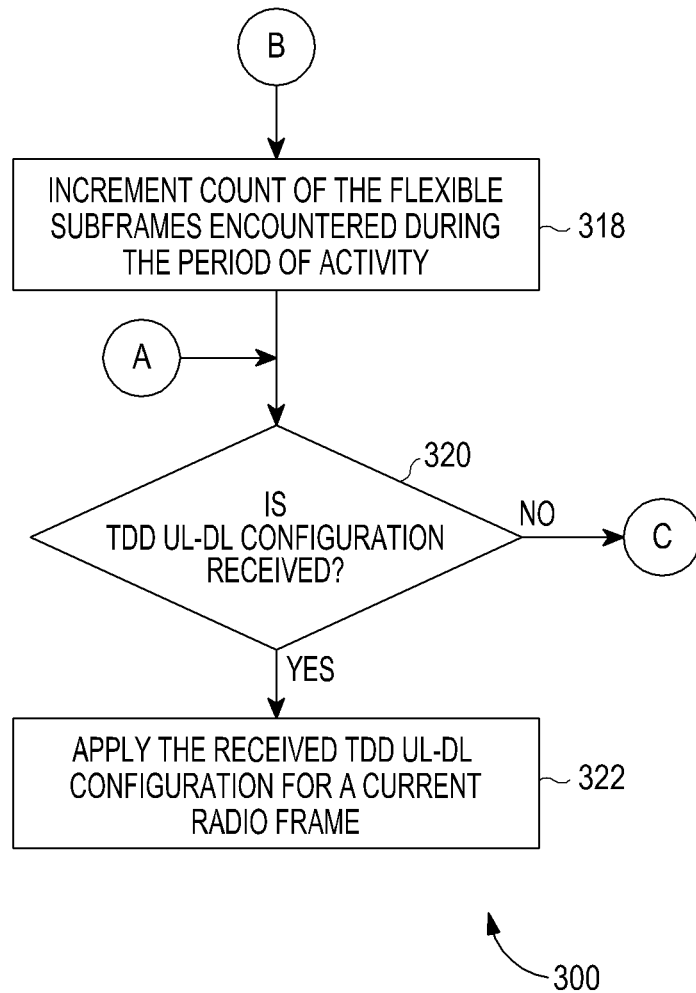 B
INCREMENT COUNT OF THE FLEXIBLE
SUBFRAMES ENCOUNTERED DURING
THE PERIOD OF ACTIVITY
318
A
320
IS
TDD UL-DL CONFIGURATION
RECEIVED?
NO
C
YES
APPLY THE RECEIVED TDD UL-DL
CONFIGURATION FOR A CURRENT
RADIO FRAME
322
300